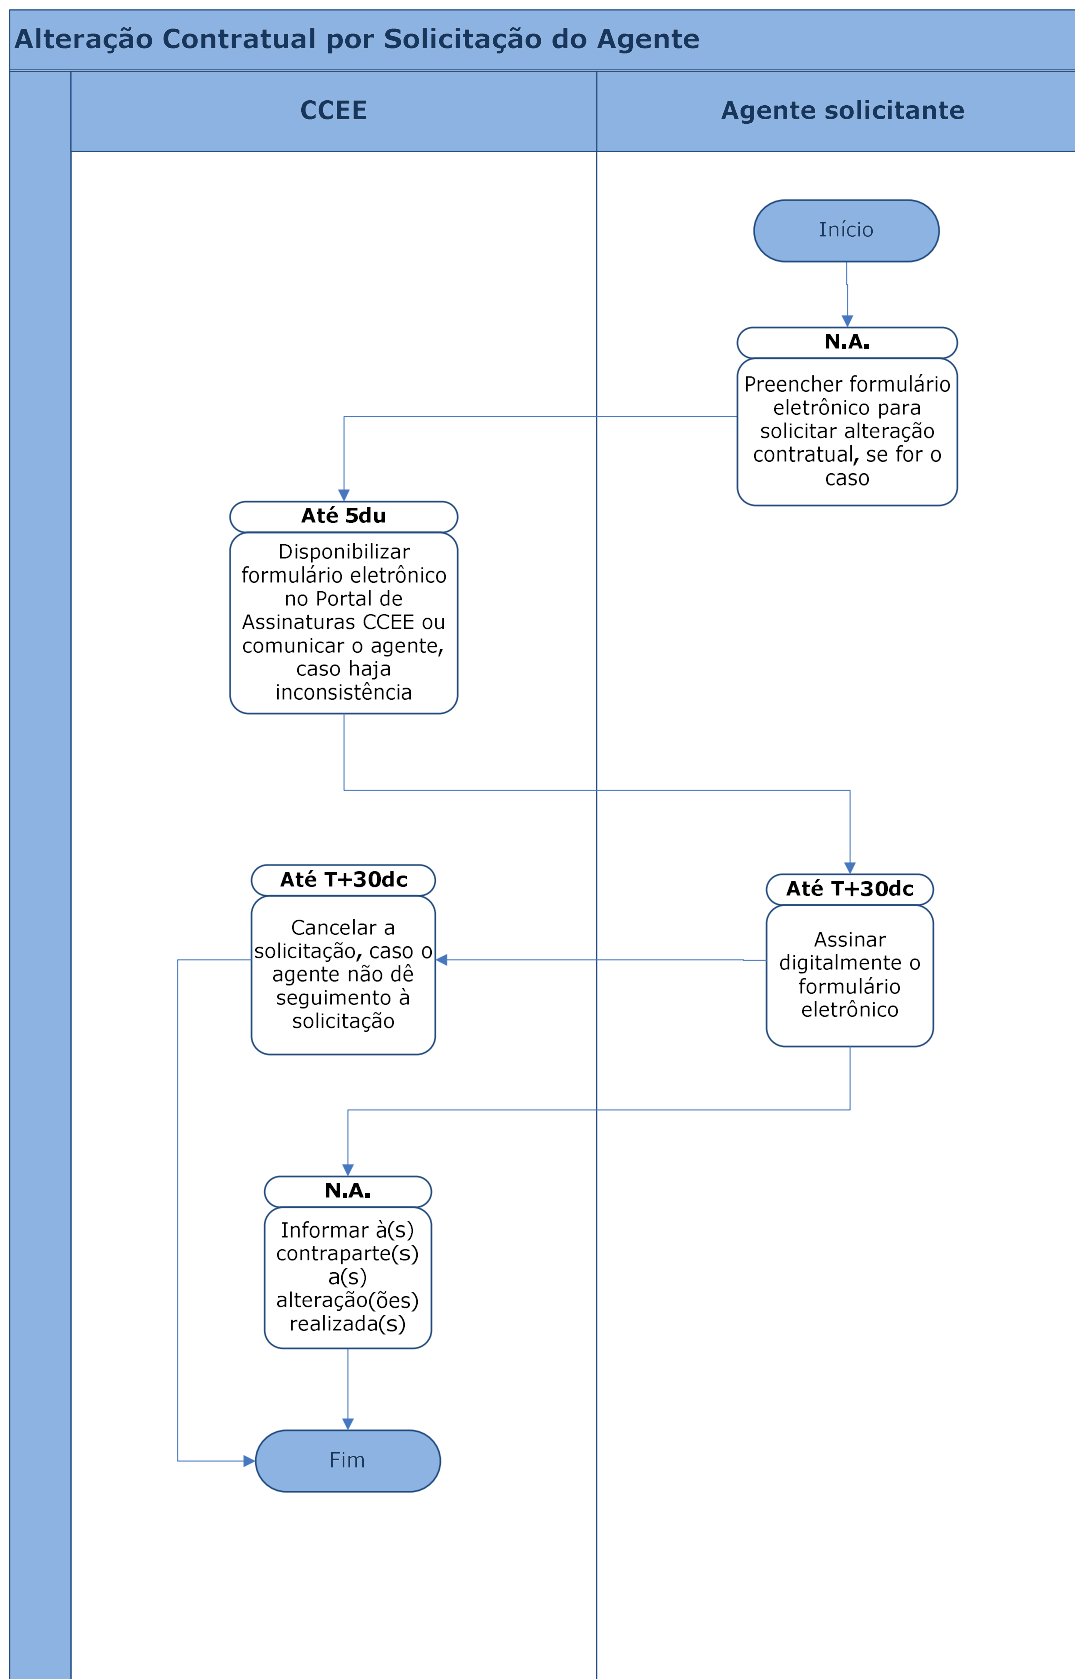 Alteração Contratual por Solicitação do Agente
CCEE
Agente solicitante
Início
N.A.
Preencher formulário
eletrônico para
solicitar alteração
contratual, se for o
caso
Até 5du
Disponibilizar
formulário eletrônico
no Portal de
Assinaturas CCEE ou
comunicar o agente,
caso haja
inconsistência
Até T+30dc
Assinar
digitalmente o
formulário
eletrônico
Até T+30dc
Cancelar a
solicitação, caso o
agente não dê
seguimento à
solicitação
N.A.
Informar à(s)
contraparte(s)
a(s)
alteração(ões)
realizada(s)
Fim